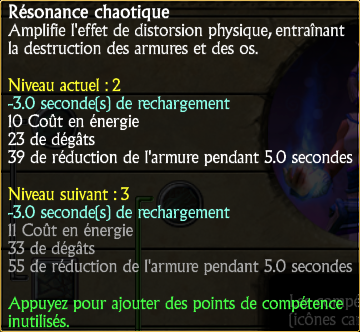 Résonance chaotique
Amplifie l'effet de distorsion physique, entraînant
la destruction des armures et des os.
Niveau actuel : 2
-3.0 seconde(s) de rechargement
10 Coût en énergie
23 de dégâts
39 de réduction de l'armure pendant 5.0 secondes
Niveau suivant : 3
-3.0 seconde(s) de rechargement
11 Coût en énergie
33 de dégâts
55 de réduction de l'armure pendant 5.0 secondes
Appuyez pour ajouter des points de compétence
inutilisés.